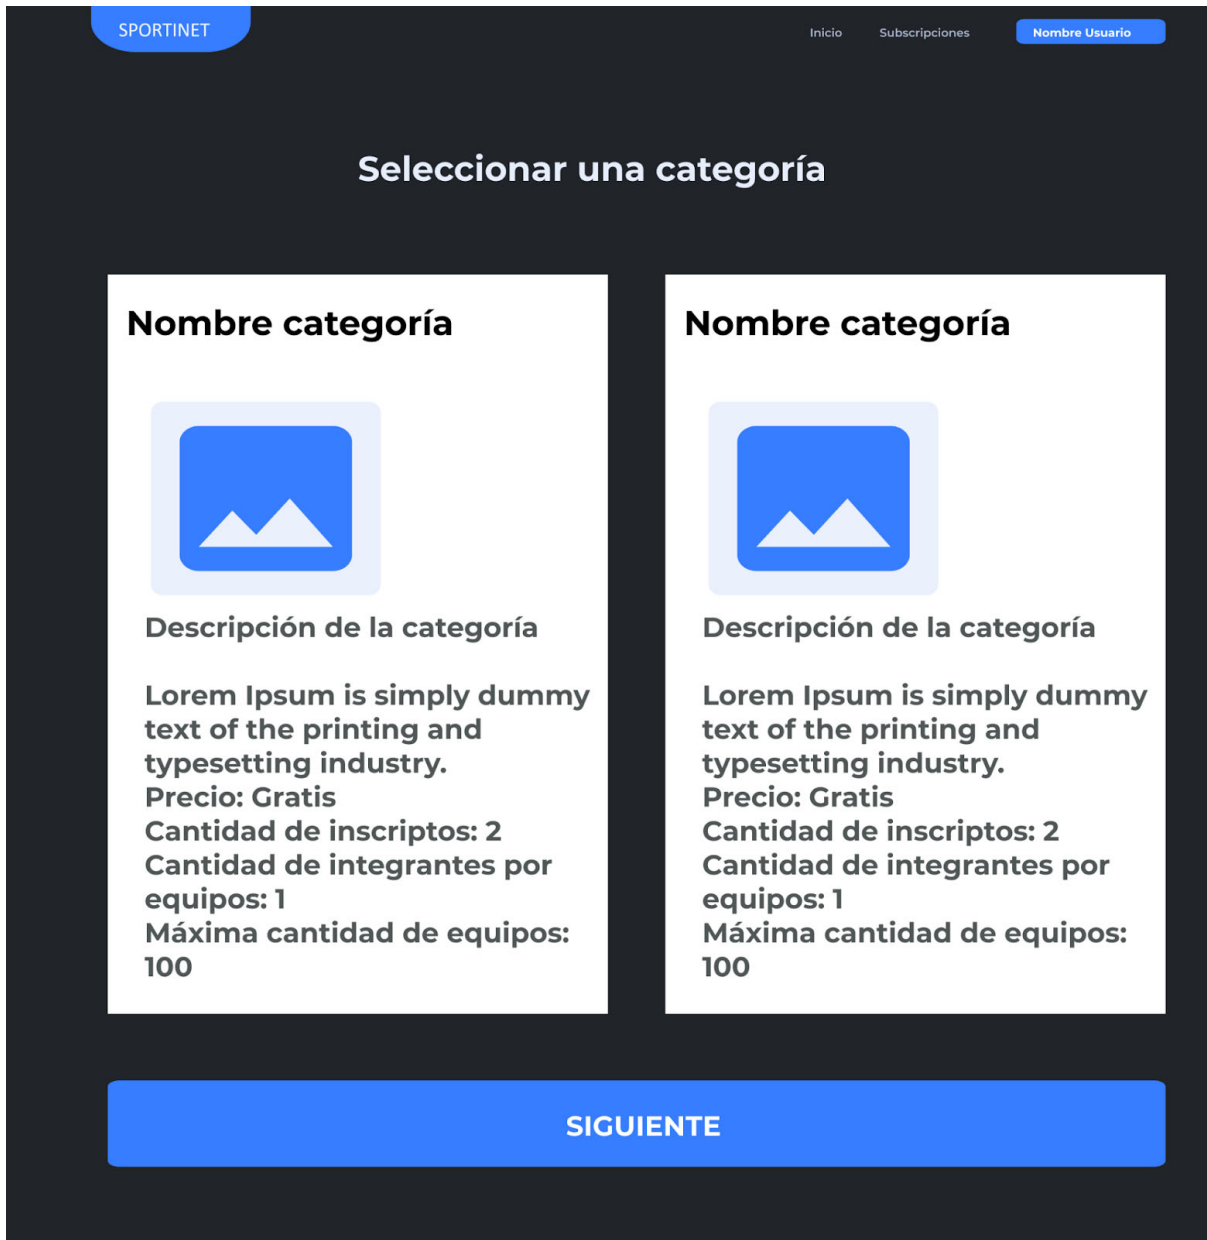 SPORTINET
Inicio
Subscripciones
Nombre Usuario
Seleccionar una categoría
Nombre categoría
Descripción de la categoría
Lorem Ipsum is simply dummy
text of the printing and
typesetting industry.
Precio: Gratis
Cantidad de inscriptos: 2
Cantidad de integrantes por
equipos: 1
Máxima cantidad de equipos:
100
Nombre categoría
Descripción de la categoría
Lorem Ipsum is simply dummy
text of the printing and
typesetting industry.
Precio: Gratis
Cantidad de inscriptos: 2
Cantidad de integrantes por
equipos: 1
Máxima cantidad de equipos:
100
SIGUIENTE